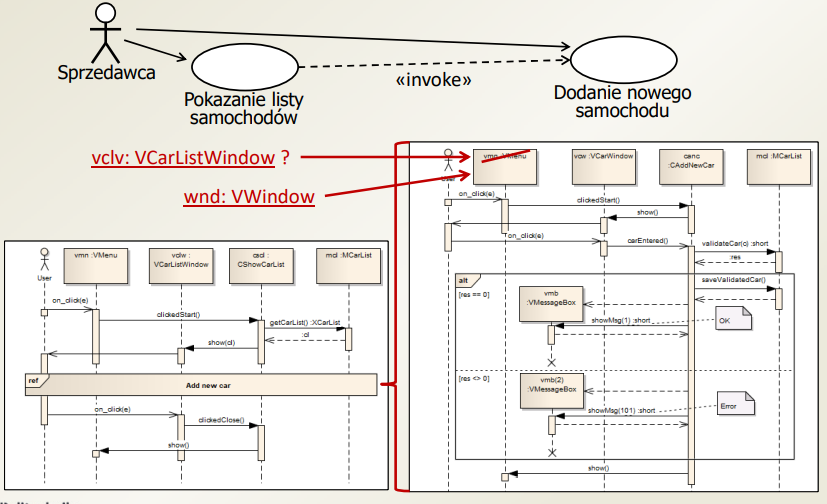 Sprzedawca
Pokazanie listy
samochodów
«invoke»
Dodanie nowego
samochodu
vclv: VCarListWindow ?
wnd: VWindow
User
vmn :VMenu
vclw :
VCarListWindow
cscl :
CShowCarList
mcl :MCarList
on_click(e)
clickedStart()
getCarList() :XCarList
:cl
show(cl)
ref
Add new car
on_click(e)
clickedClose()
show()
User
vmn :VMenu
vcw :VCarWindow
canc
:CAddNewCar
mcl :MCarList
on_click(e)
clickedStart()
show()
on_click(e)
carEntered()
validateCar(c) :short
:res
saveValidatedCar()
alt
[res == 0]
vmb
:VMessageBox
showMsg(1) :short
OK
[res <> 0]
vmb(2)
:VMessageBox
showMsg(101) :short
Error
show()